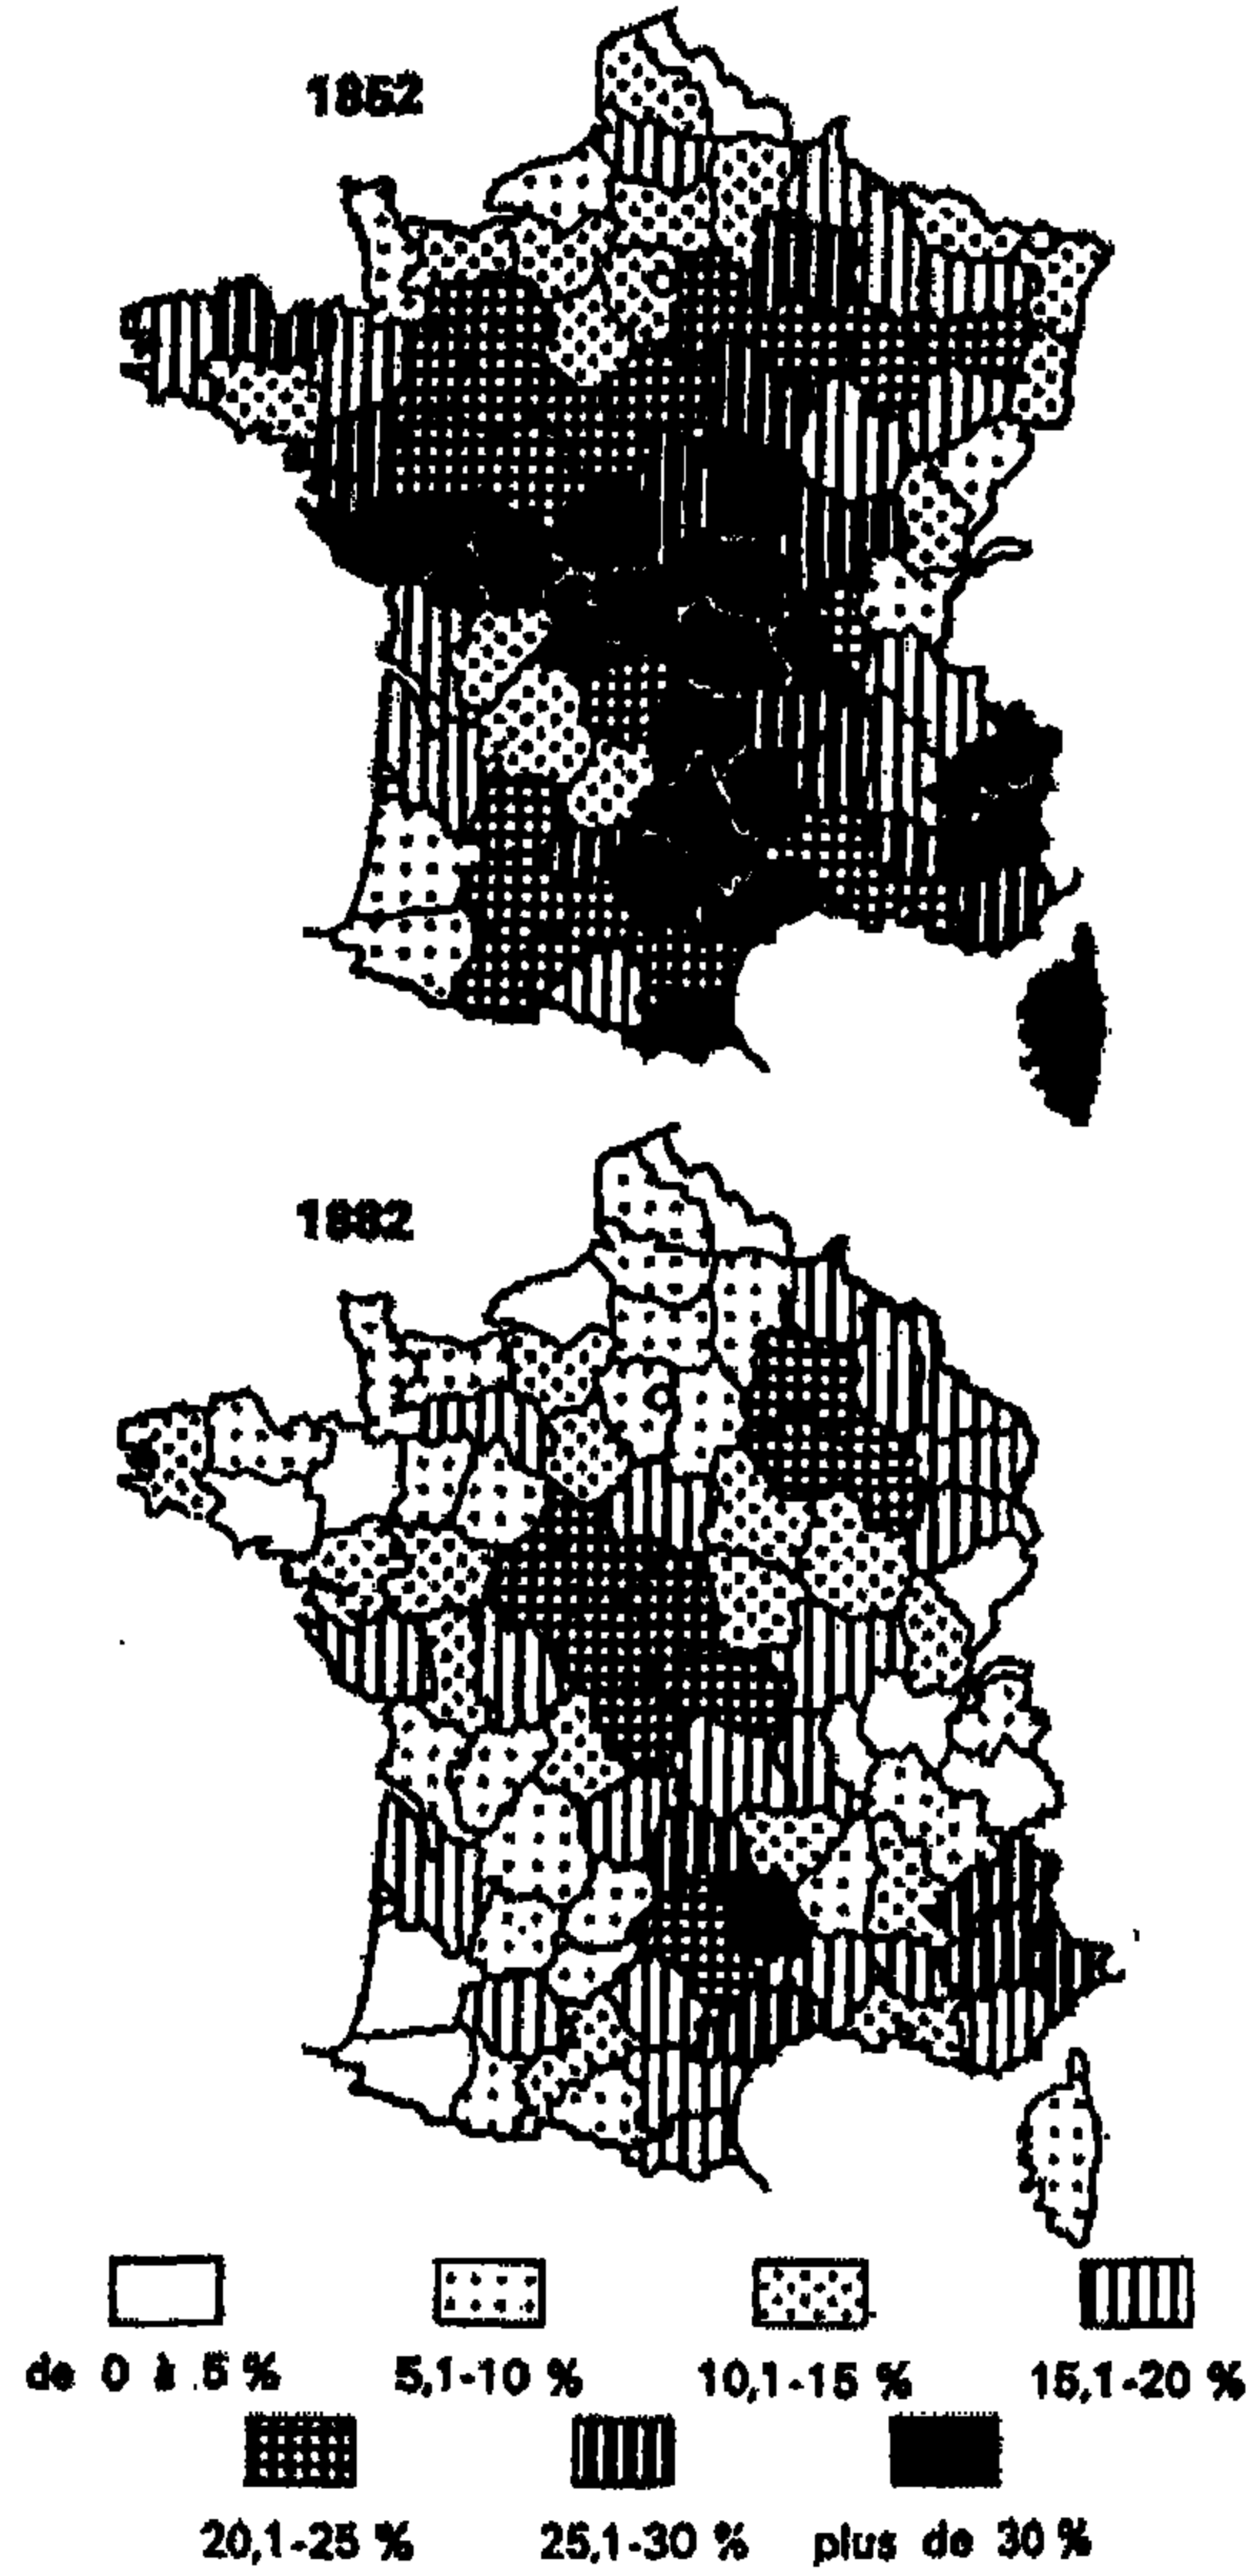 1852
1882
de 0 à 5 % 5,1-10 % 10,1-15 % 15,1-20 %
20,1-25 % 25,1-30 % plus de 30 %